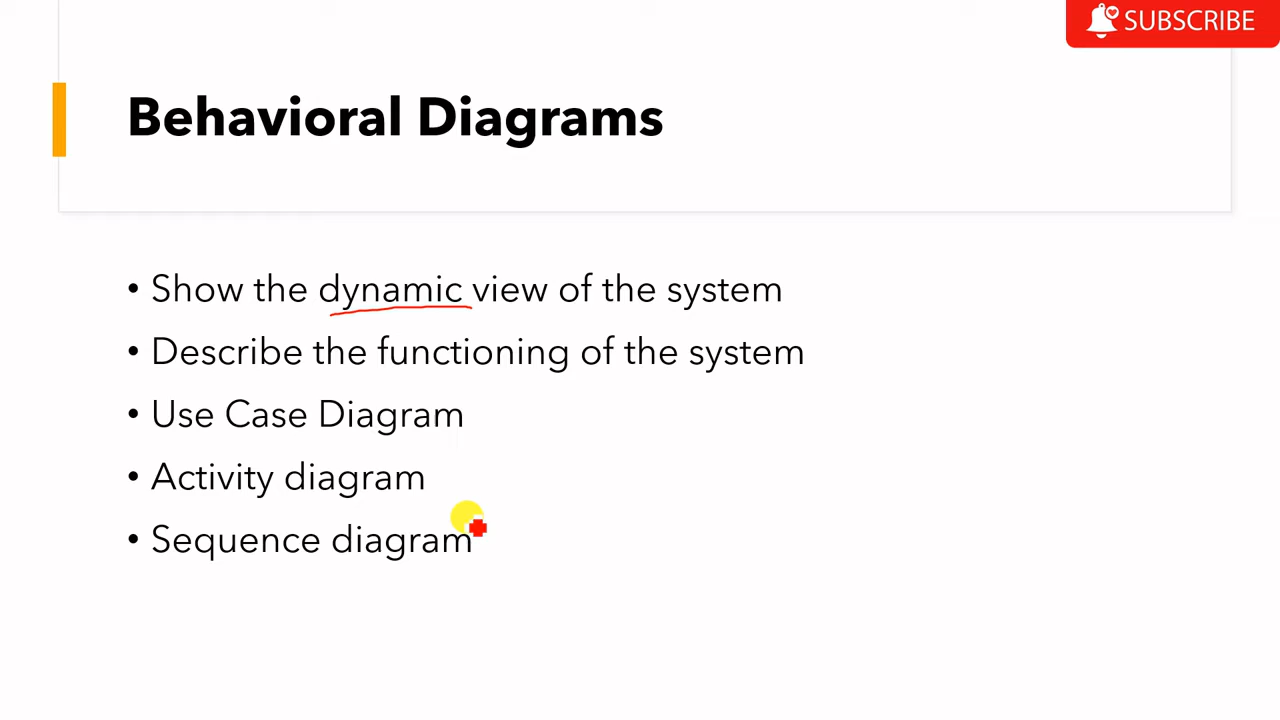 SUBSCRIBE
Behavioral Diagrams
• Show the dynamic view of the system
• Describe the functioning of the system
• Use Case Diagram
• Activity diagram
• Sequence diagram